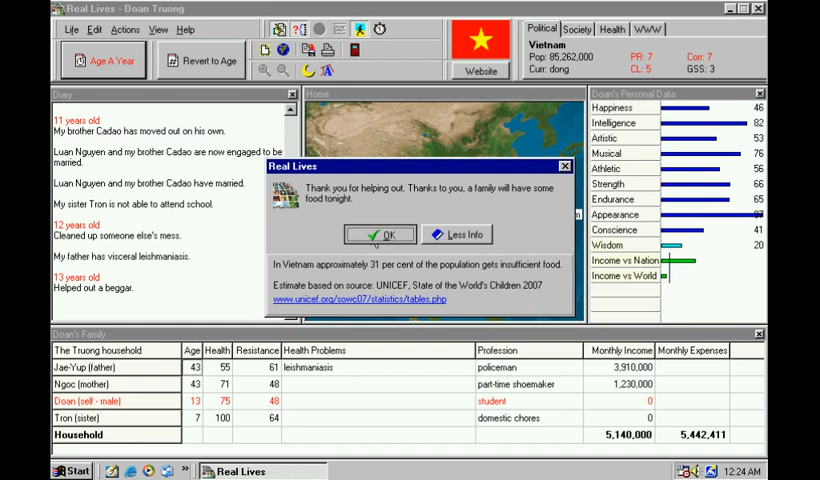 Real Lives - Doan Truong
Life Edit Actions View Help
Age A Year
Revert to Age
Website
Political Society Health WWW
Vietnam
Pop: 85,262,000 PR: 7 Corr: 7
Curr: dong CL: 5 GSS: 3
Diary
11 years old
My brother Cadao has moved out on his own.
Luan Nguyen and my brother Cadao are now engaged to be
married.
Luan Nguyen and my brother Cadao have married.
My sister Tron is not able to attend school.
12 years old
Cleaned up someone else's mess.
My father has visceral leishmaniasis.
13 years old
Helped out a beggar.
Home
Real Lives
Thank you for helping out. Thanks to you, a family will have some
food tonight.
OK
Less Info
In Vietnam approximately 31 per cent of the population gets insufficient food.
Estimate based on source: UNICEF, State of the World's Children 2007
www.unicef.org/sowc07/statistics/tables.php
Doan's Personal Data
Happiness 46
Intelligence 82
Artistic 53
Musical 76
Athletic 56
Strength 66
Endurance 65
Appearance
Conscience 41
Wisdom 20
Income vs Nation
Income vs World
Doan's Family
The Truong household Age Health Resistance Health Problems Profession Monthly Income Monthly Expenses
Jae-Yup (father) 43 55 61 leishmaniasis policeman 3,910,000
Ngoc (mother) 43 71 48 part-time shoemaker 1,230,000
Doan (self - male) 13 75 48 student 0
Tron (sister) 7 100 64 domestic chores 0
Household 5,140,000 5,442,411
Start
Real Lives
12:24 AM